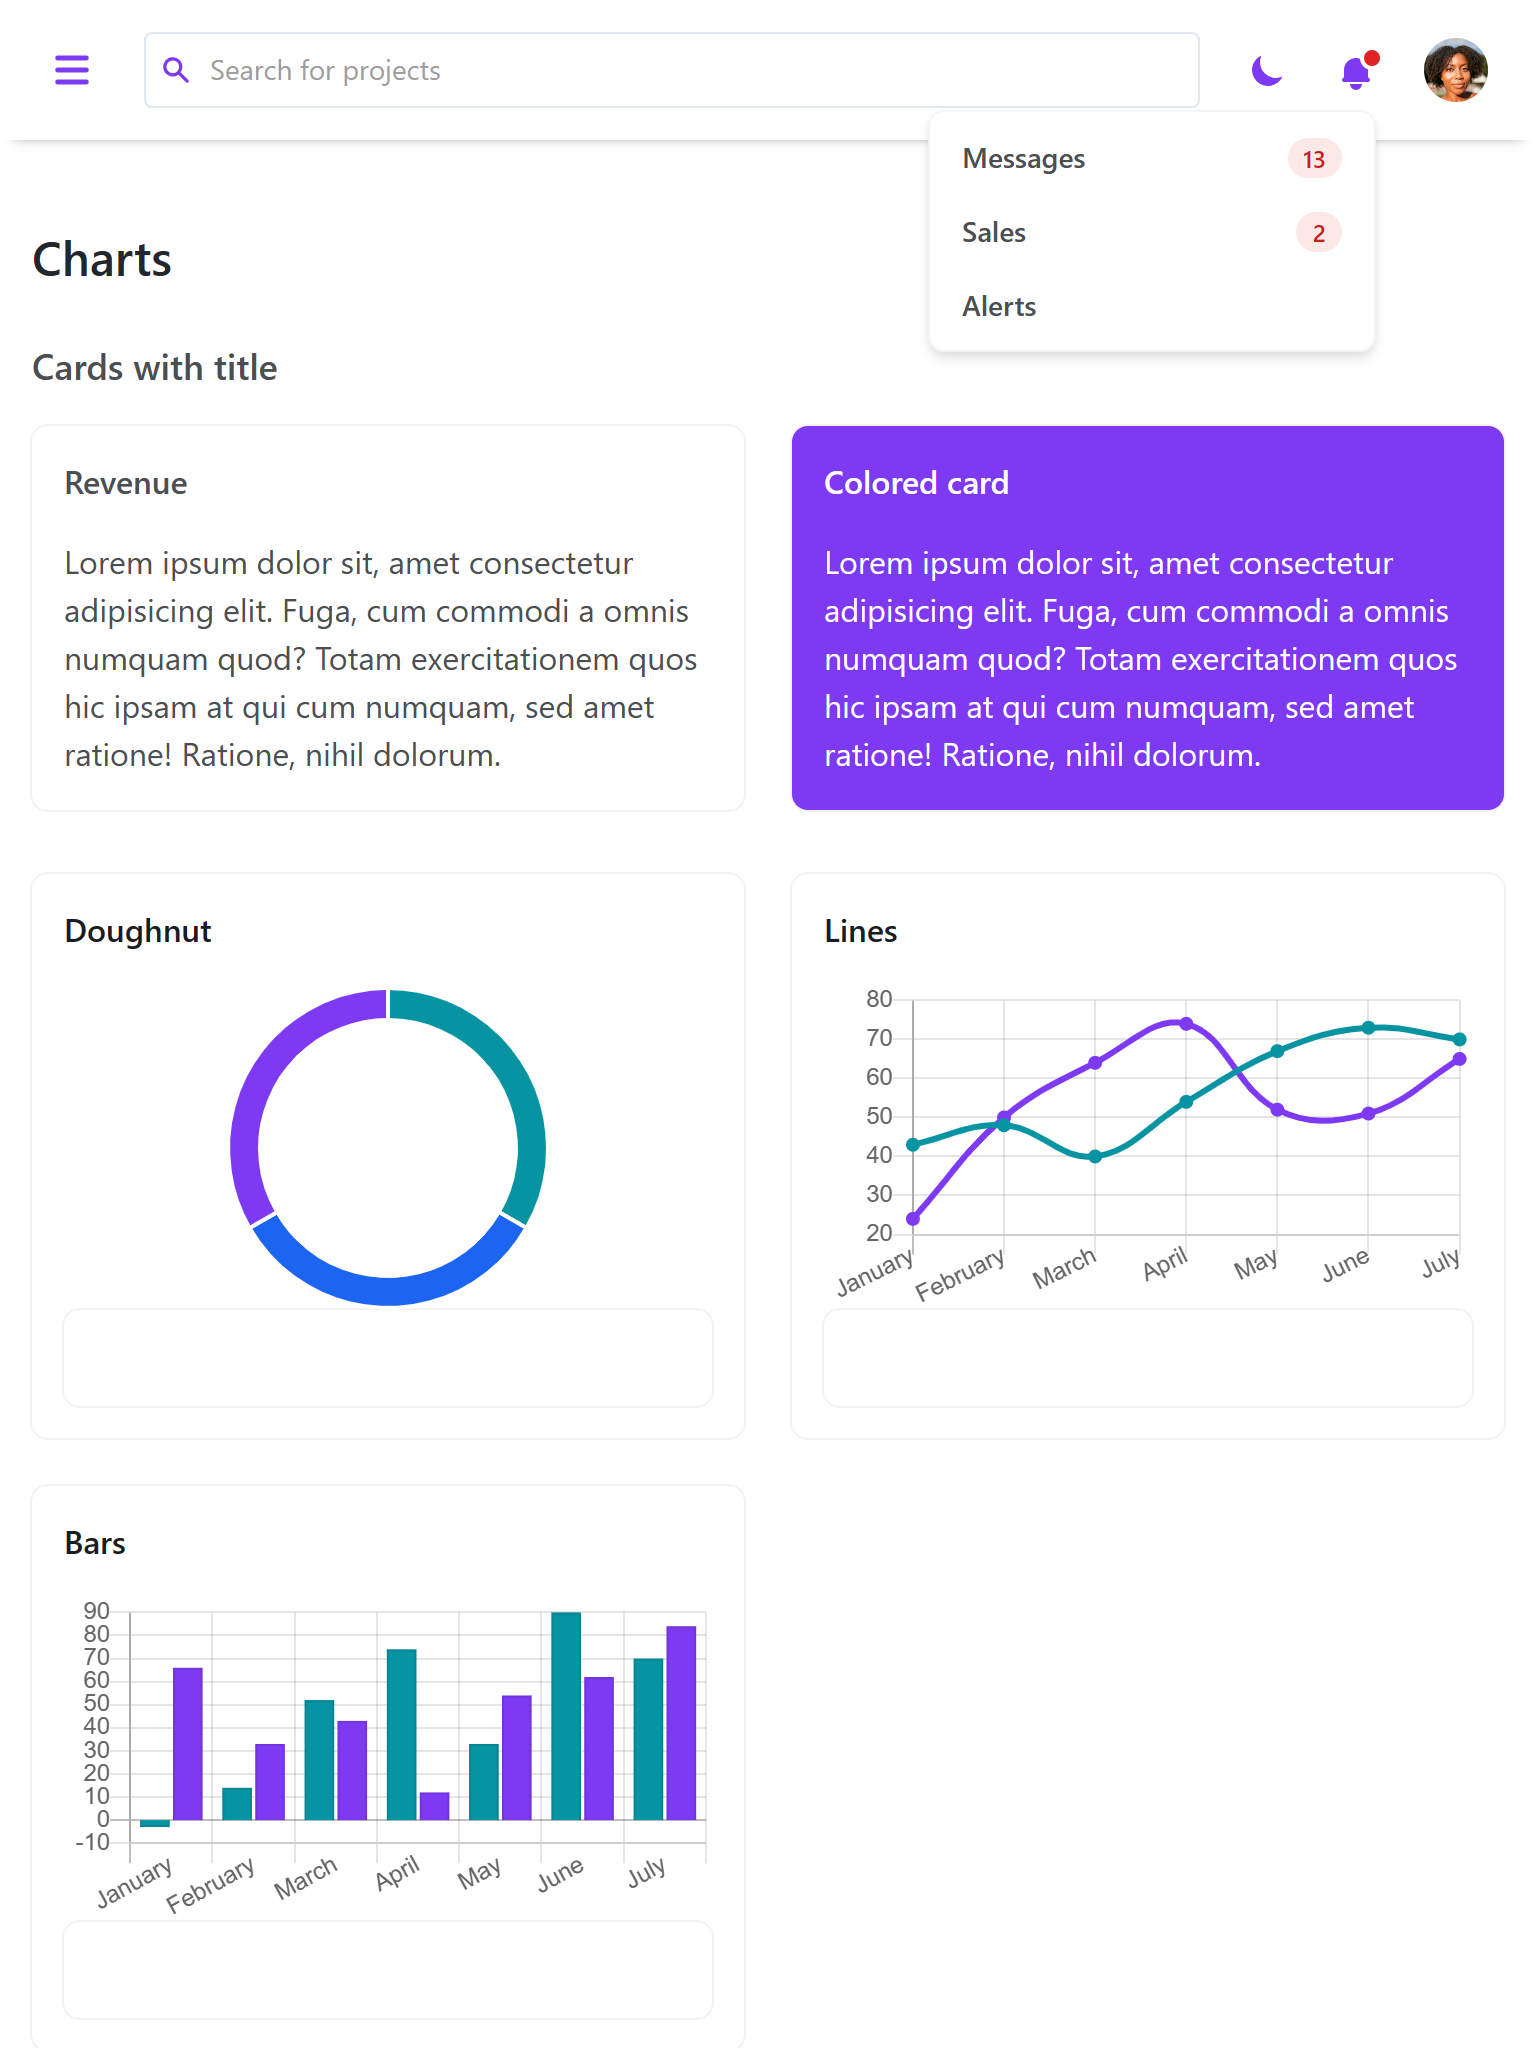 Search for projects
Messages 13
Sales 2
Alerts
Charts
Cards with title
Revenue
Lorem ipsum dolor sit, amet consectetur
adipisicing elit. Fuga, cum commodi a omnis
numquam quod? Totam exercitationem quos
hic ipsam at qui cum numquam, sed amet
ratione! Ratione, nihil dolorum.
Colored card
Lorem ipsum dolor sit, amet consectetur
adipisicing elit. Fuga, cum commodi a omnis
numquam quod? Totam exercitationem quos
hic ipsam at qui cum numquam, sed amet
ratione! Ratione, nihil dolorum.
Doughnut
Lines
80
70
60
50
40
30
20
January February March April May June July
Bars
90
80
70
60
50
40
30
20
10
0
-10
January February March April May June July